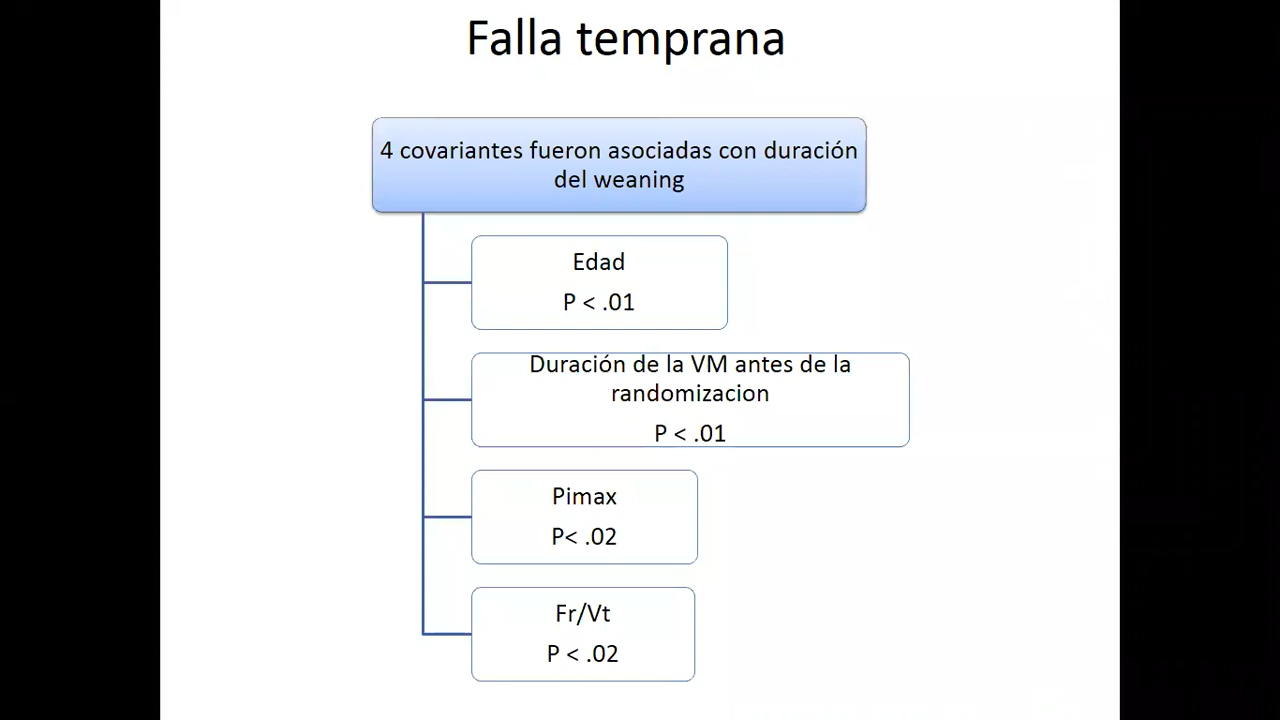 Falla temprana
4 covariantes fueron asociadas con duración
del weaning
Edad
P < .01
Duración de la VM antes de la
randomizacion
P < .01
Pimax
P< .02
Fr/Vt
P < .02